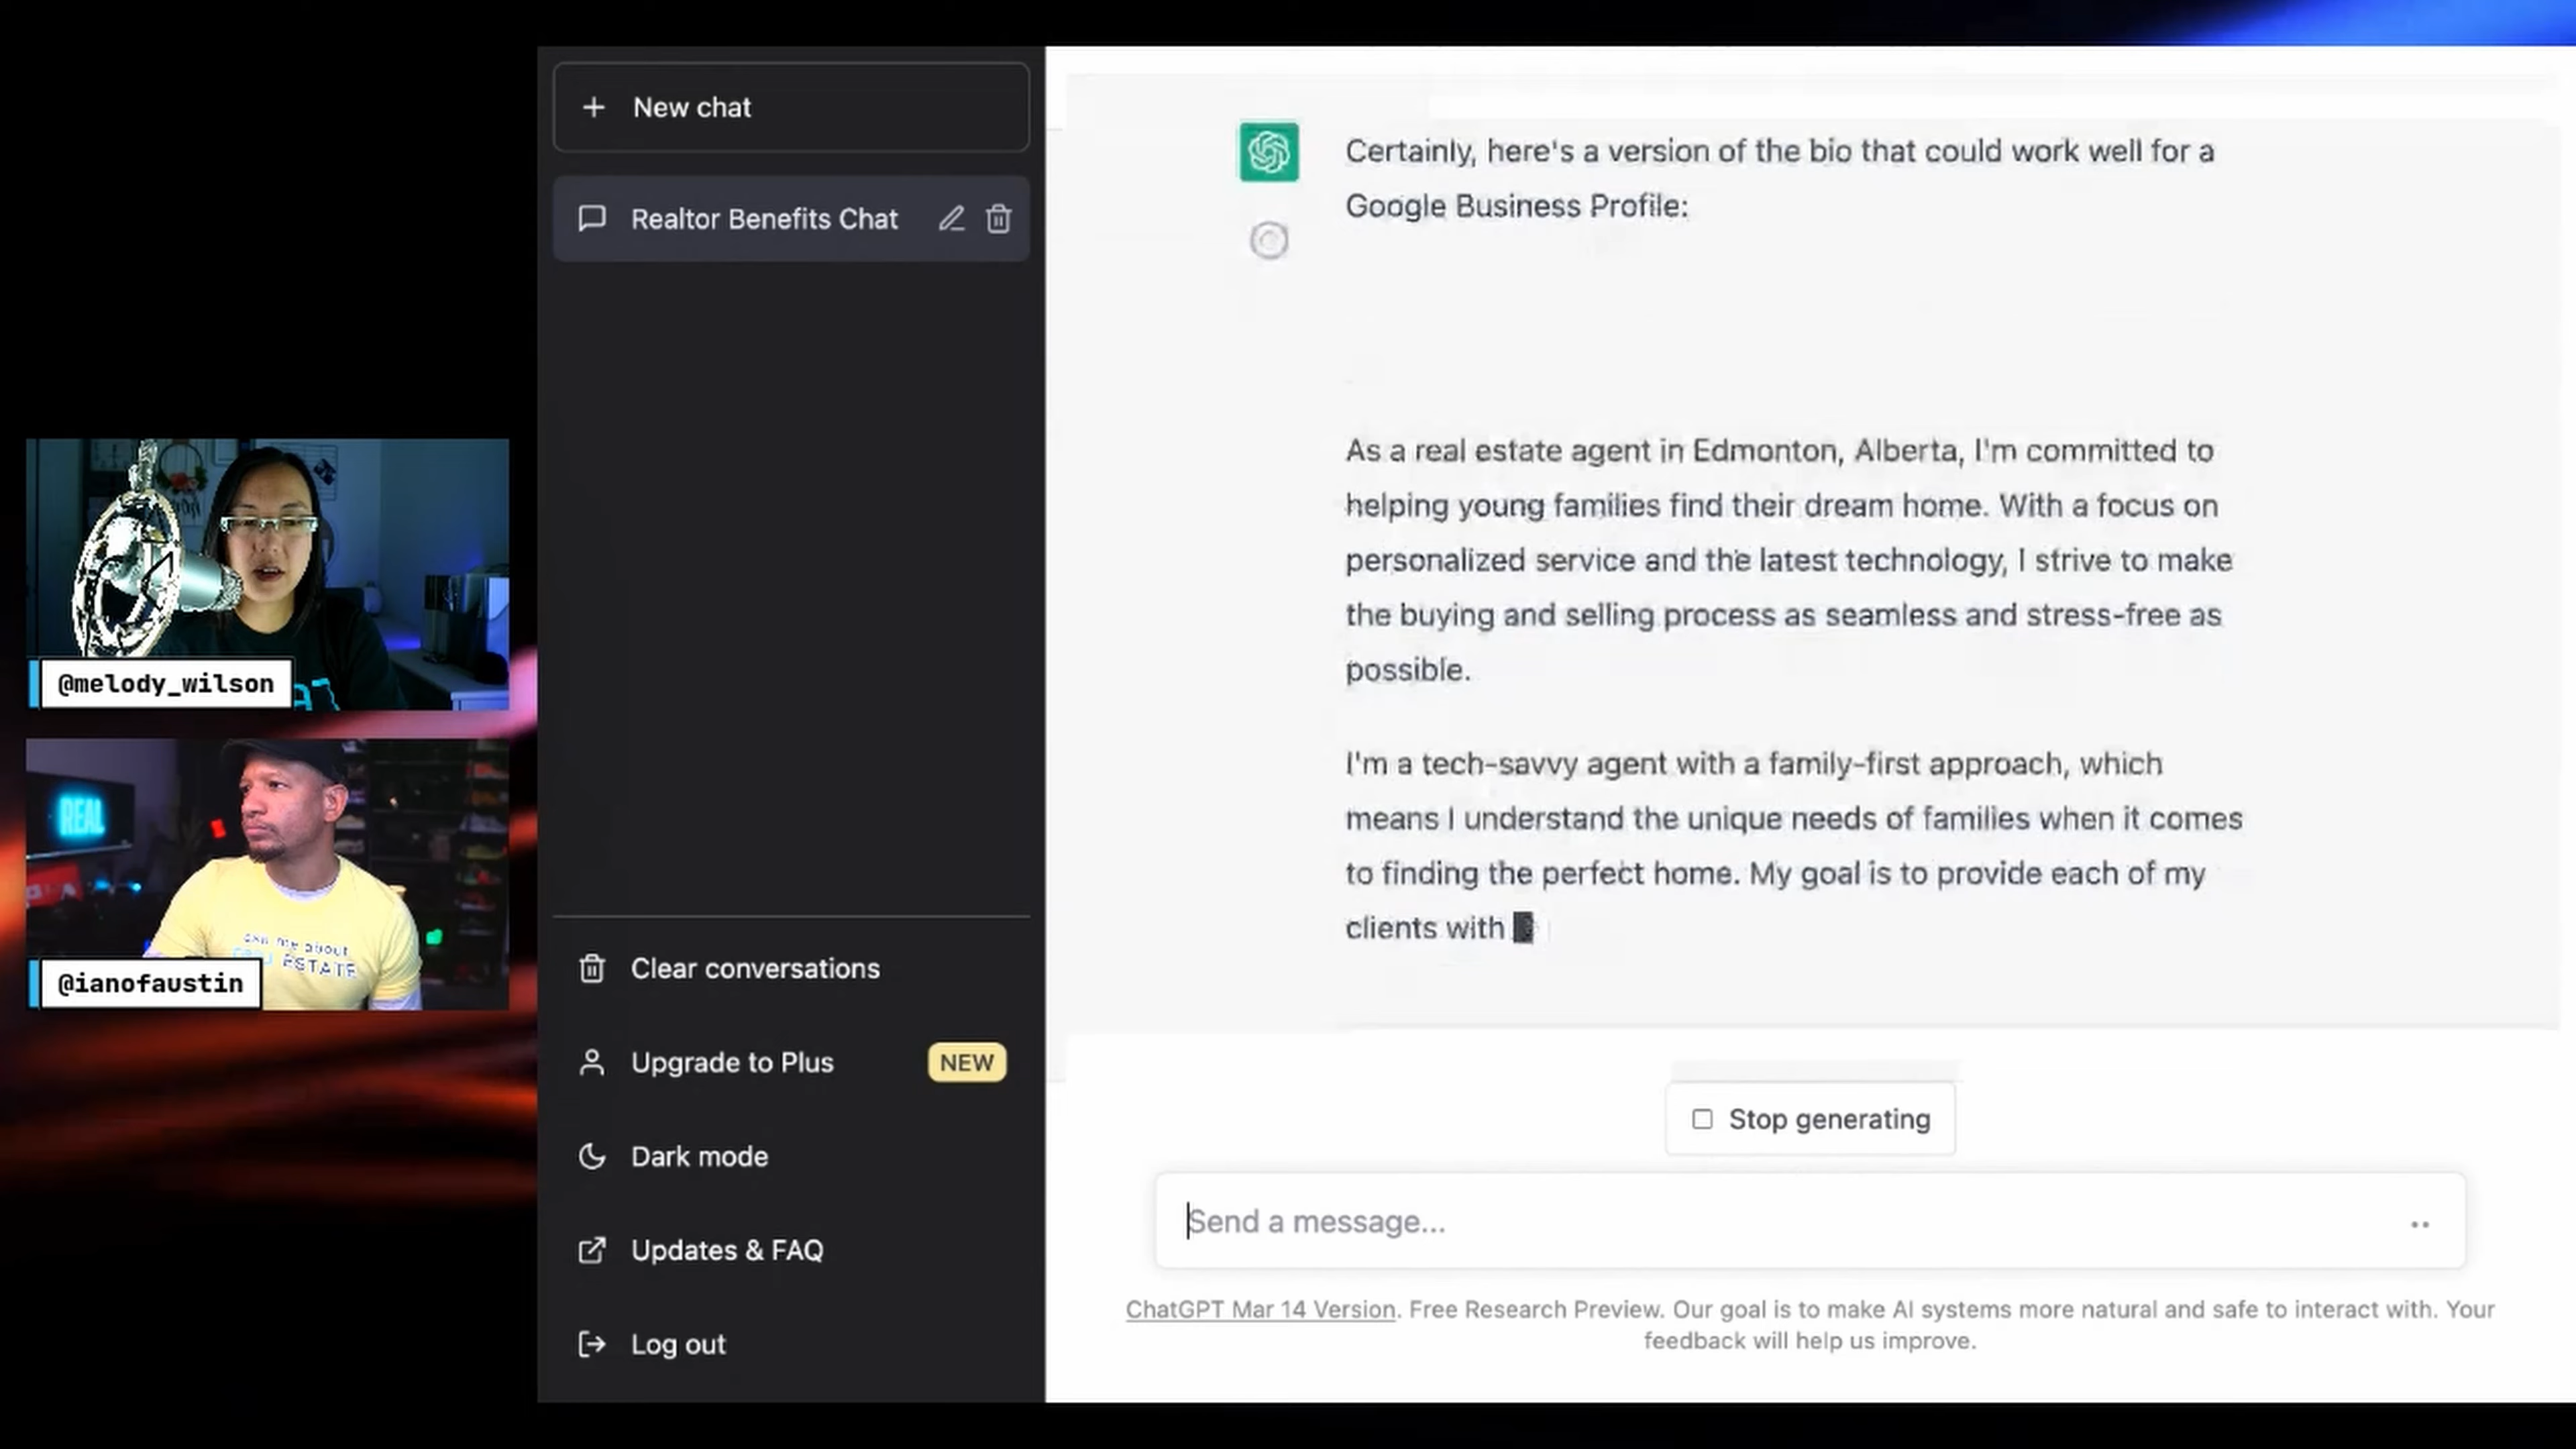 New chat
Realtor Benefits Chat
Clear conversations
Upgrade to Plus
NEW
Dark mode
Updates & FAQ
Log out
Certainly, here's a version of the bio that could work well for a
Google Business Profile:
As a real estate agent in Edmonton, Alberta, I'm committed to
helping young families find their dream home. With a focus on
personalized service and the latest technology, I strive to make
the buying and selling process as seamless and stress-free as
possible.
I'm a tech-savvy agent with a family-first approach, which
means I understand the unique needs of families when it comes
to finding the perfect home. My goal is to provide each of my
clients with
Stop generating
Send a message...
ChatGPT Mar 14 Version. Free Research Preview. Our goal is to make AI systems more natural and safe to interact with. Your
feedback will help us improve.
@melody_wilson
REAL
ask me about
ESTATE
@ianofaustin